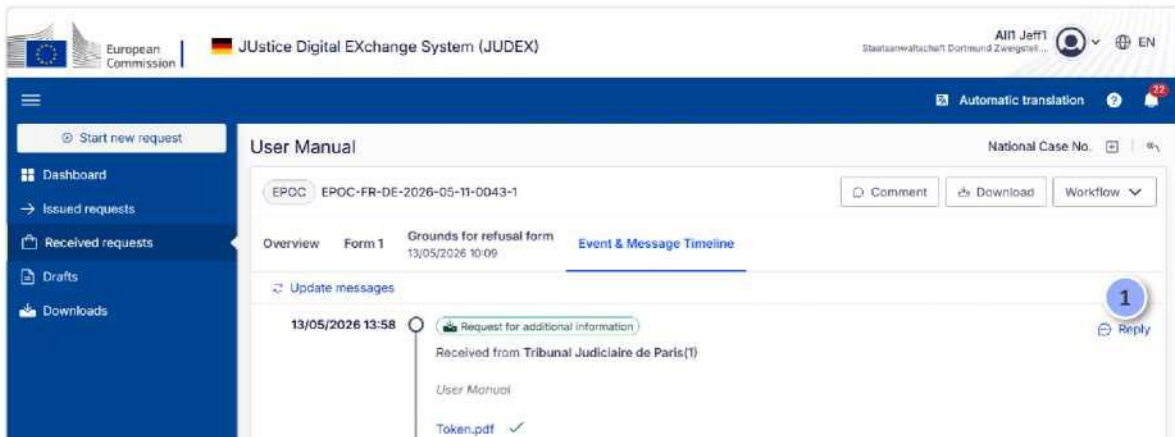 European
Commission
JUstice Digital EXchange System (JUDEX)
All1 Jeff1
Staatsanwaltschaft Dortmund Zweigstell...
EN
Automatic translation
22
Start new request
Dashboard
Issued requests
Received requests
Drafts
Downloads
User Manual
National Case No.
EPOC EPOC-FR-DE-2026-05-11-0043-1
Comment
Download
Workflow
Overview
Form 1
Grounds for refusal form
13/05/2026 10:09
Event & Message Timeline
Update messages
1
13/05/2026 13:58
Request for additional information
Reply
Received from Tribunal Judiciaire de Paris(1)
User Manual
Token.pdf